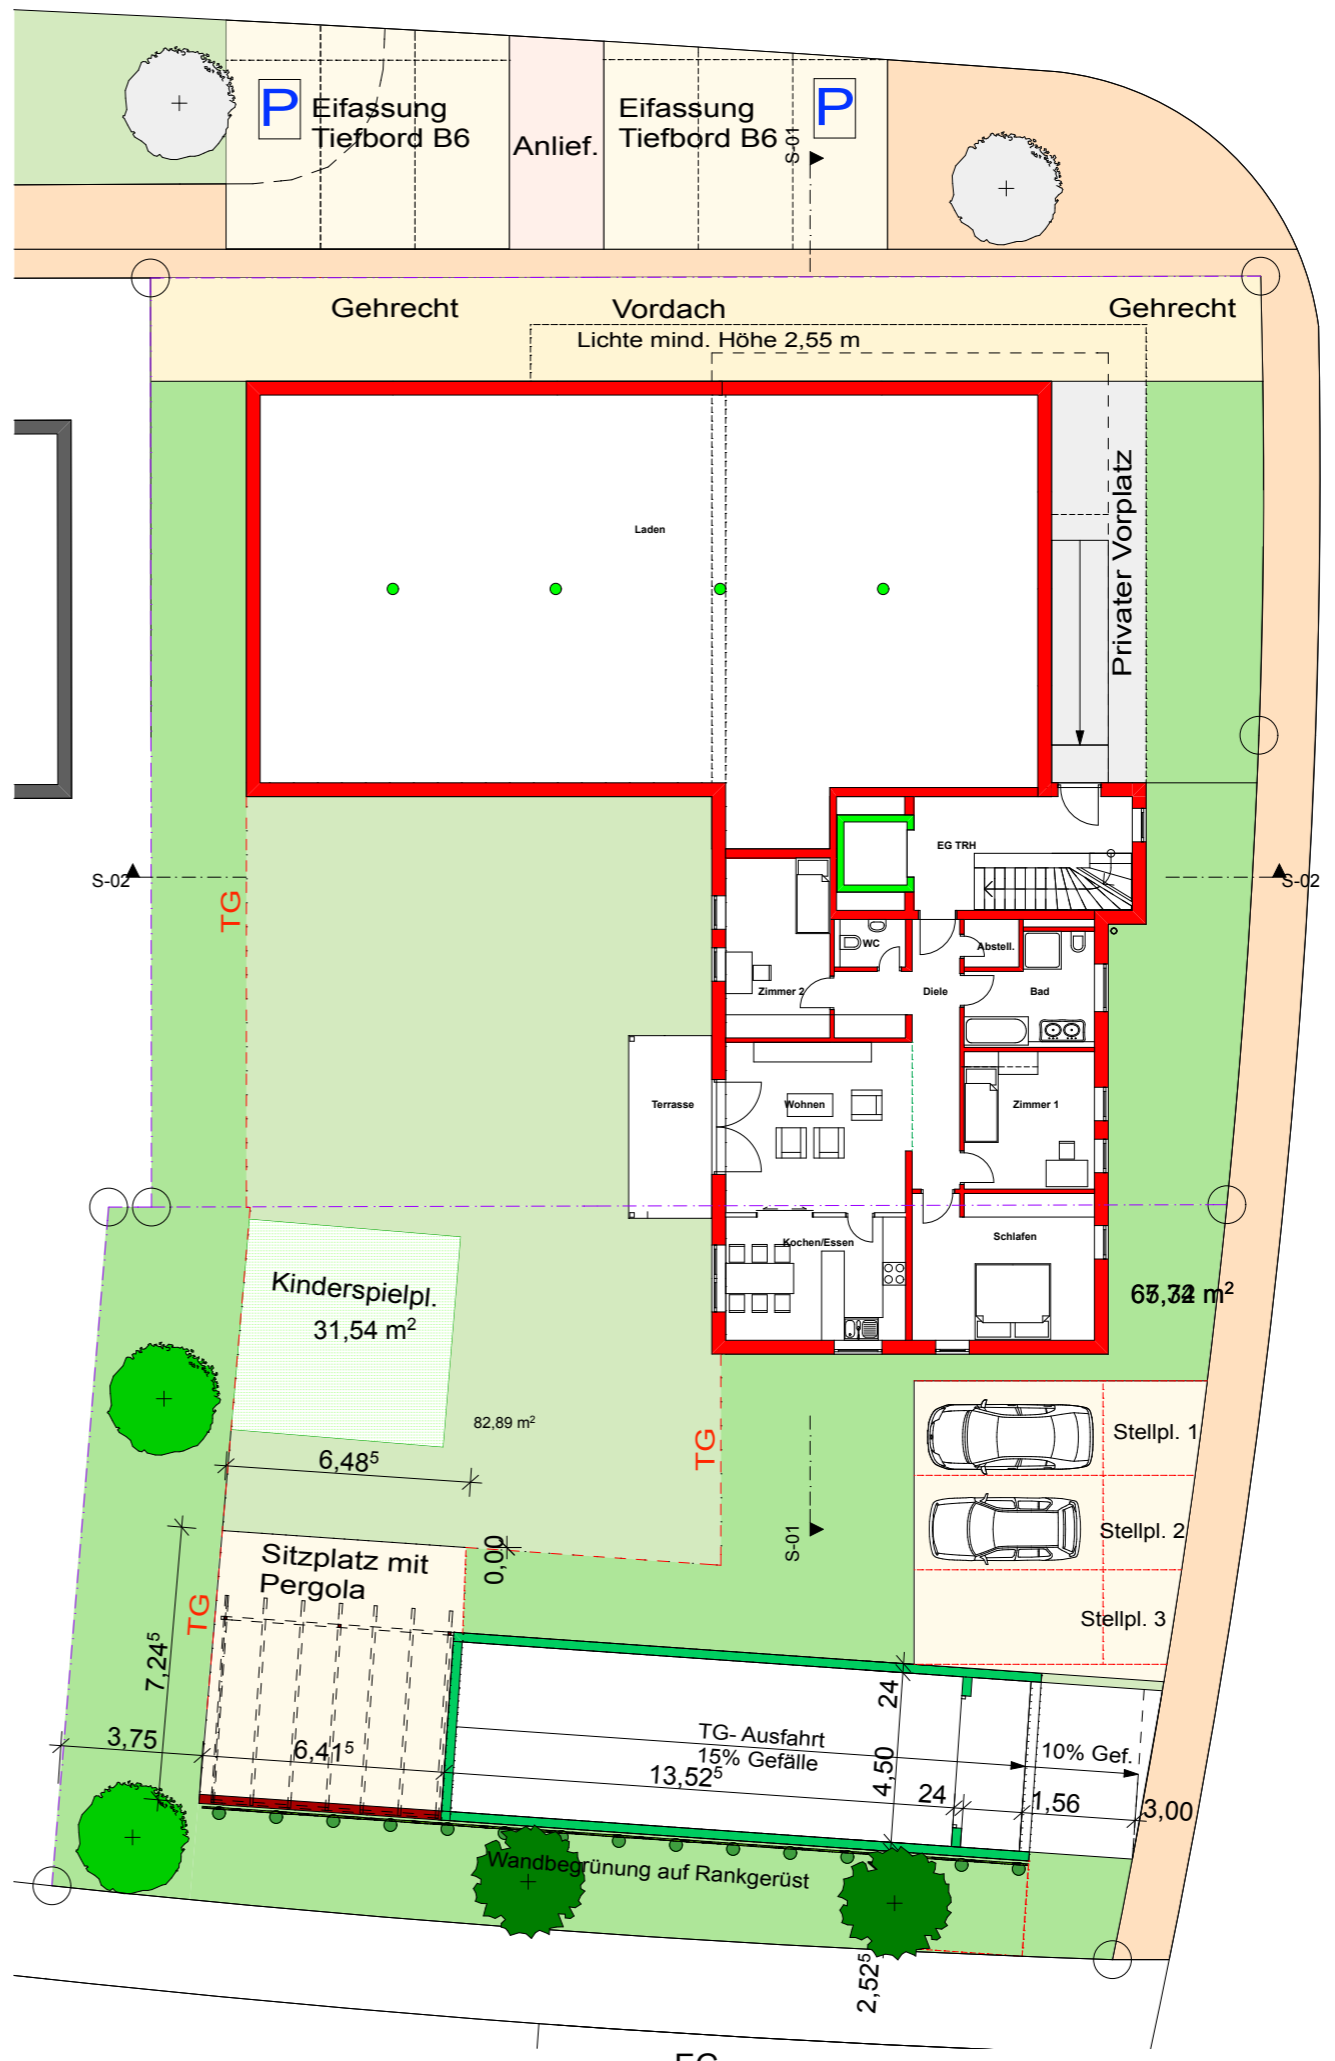 P
Eifassung
Tiefbord B6
Anlief.
Eifassung
Tiefbord B6
P
S-01
Gehrecht
Vordach
Gehrecht
Lichte mind. Höhe 2,55 m
Laden
Privater Vorplatz
EG TRH
S-02
S-02
TG
WC
Abstell.
Zimmer 2
Diele
Bad
Terrasse
Wohnen
Zimmer 1
Kochen/Essen
Schlafen
Kinderspielpl.
31,54 m²
m²
82,89 m²
TG
Stellpl. 1
6,48⁵
Stellpl. 2
S-01
0,00
Sitzplatz mit
Pergola
TG
Stellpl. 3
7,24⁵
24
3,75
6,41⁵
TG- Ausfahrt
15% Gefälle
13,52⁵
4,50
10% Gef.
24
1,56
3,00
Wandbegrünung auf Rankgerüst
2,52⁵